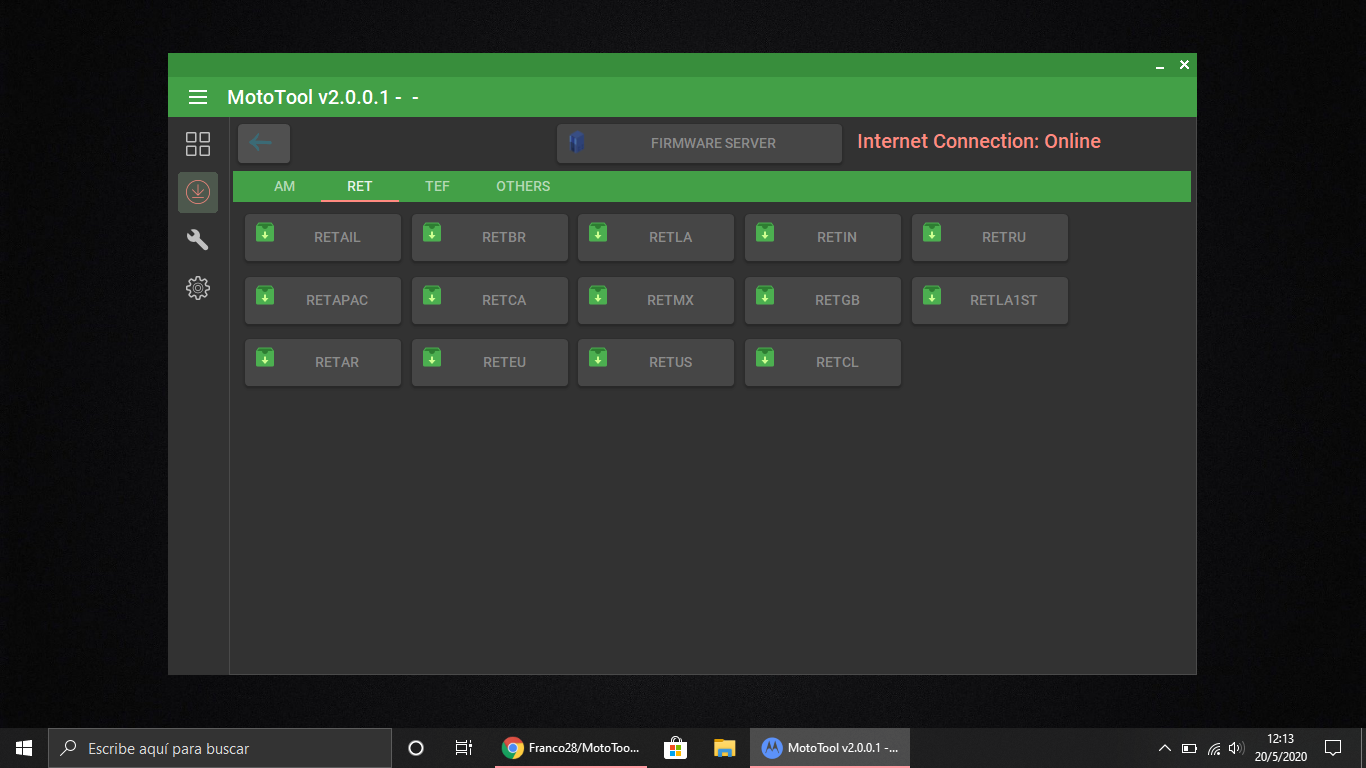 MotoTool v2.0.0.1 - -
FIRMWARE SERVER
Internet Connection: Online
AM RET TEF OTHERS
RETAIL RETBR RETLA RETIN RETRU
RETAPAC RETCA RETMX RETGB RETLA1ST
RETAR RETEU RETUS RETCL
Escribe aquí para buscar
Franco28/MotoToo...
MotoTool v2.0.0.1 -...
12:13
20/5/2020